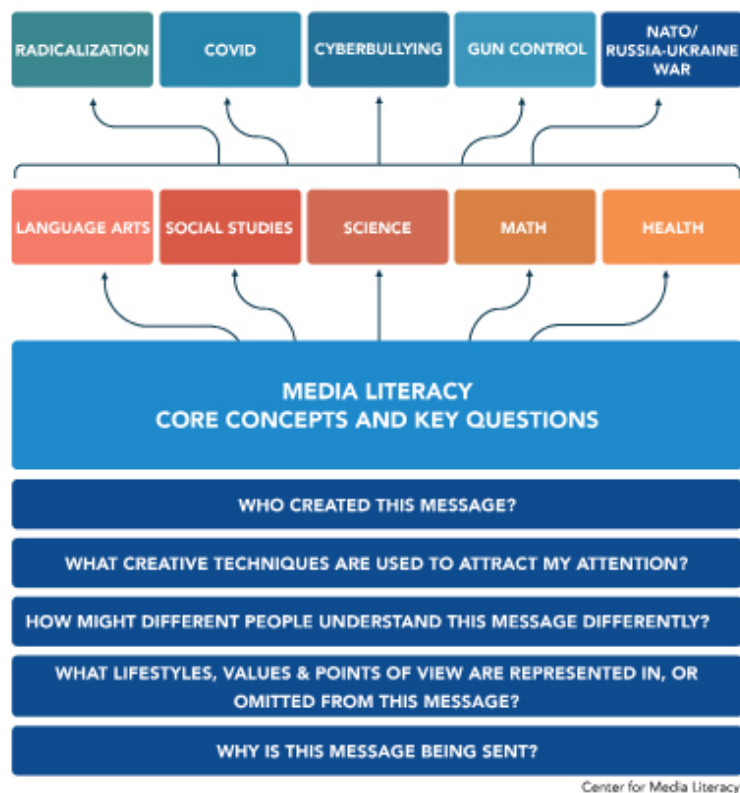 RADICALIZATION
COVID
CYBERBULLYING
GUN CONTROL
NATO/
RUSSIA-UKRAINE
WAR
LANGUAGE ARTS
SOCIAL STUDIES
SCIENCE
MATH
HEALTH
MEDIA LITERACY
CORE CONCEPTS AND KEY QUESTIONS
WHO CREATED THIS MESSAGE?
WHAT CREATIVE TECHNIQUES ARE USED TO ATTRACT MY ATTENTION?
HOW MIGHT DIFFERENT PEOPLE UNDERSTAND THIS MESSAGE DIFFERENTLY?
WHAT LIFESTYLES, VALUES & POINTS OF VIEW ARE REPRESENTED IN, OR
OMITTED FROM THIS MESSAGE?
WHY IS THIS MESSAGE BEING SENT?
Center for Media Literacy